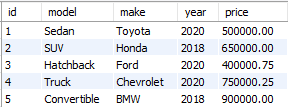 id model make year price
1 Sedan Toyota 2020 500000.00
2 SUV Honda 2018 650000.00
3 Hatchback Ford 2020 400000.75
4 Truck Chevrolet 2020 750000.25
5 Convertible BMW 2018 900000.00